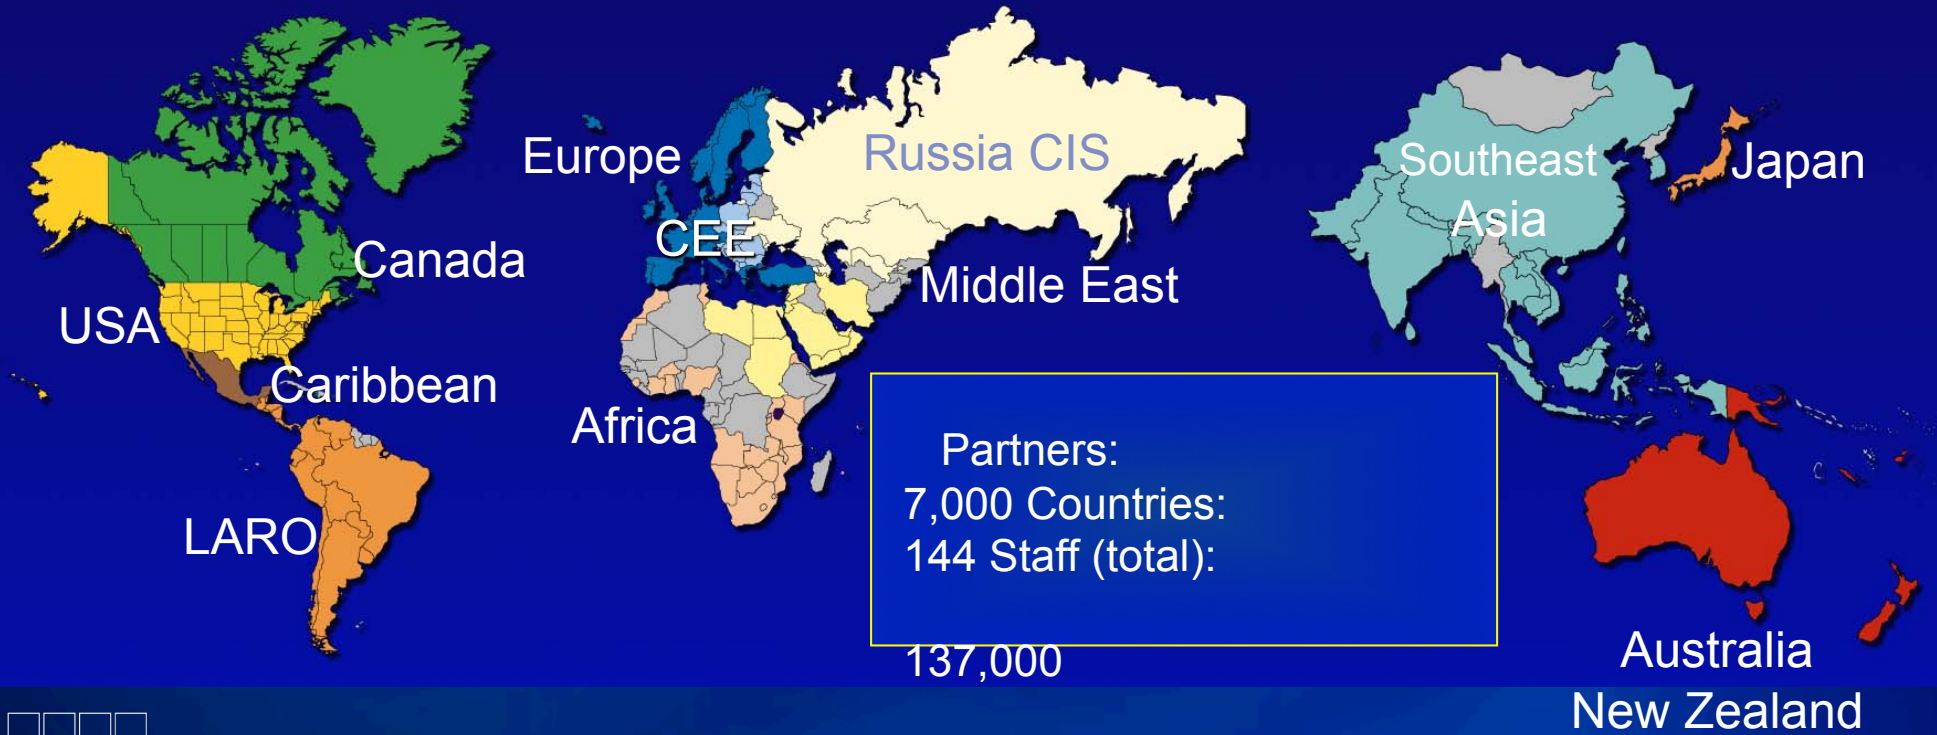 Europe
Russia CIS
Southeast
Asia
Japan
CEE
Canada
Middle East
USA
Caribbean
Africa
LARO
Partners:
7,000 Countries:
144 Staff (total):
137,000
Australia
New Zealand